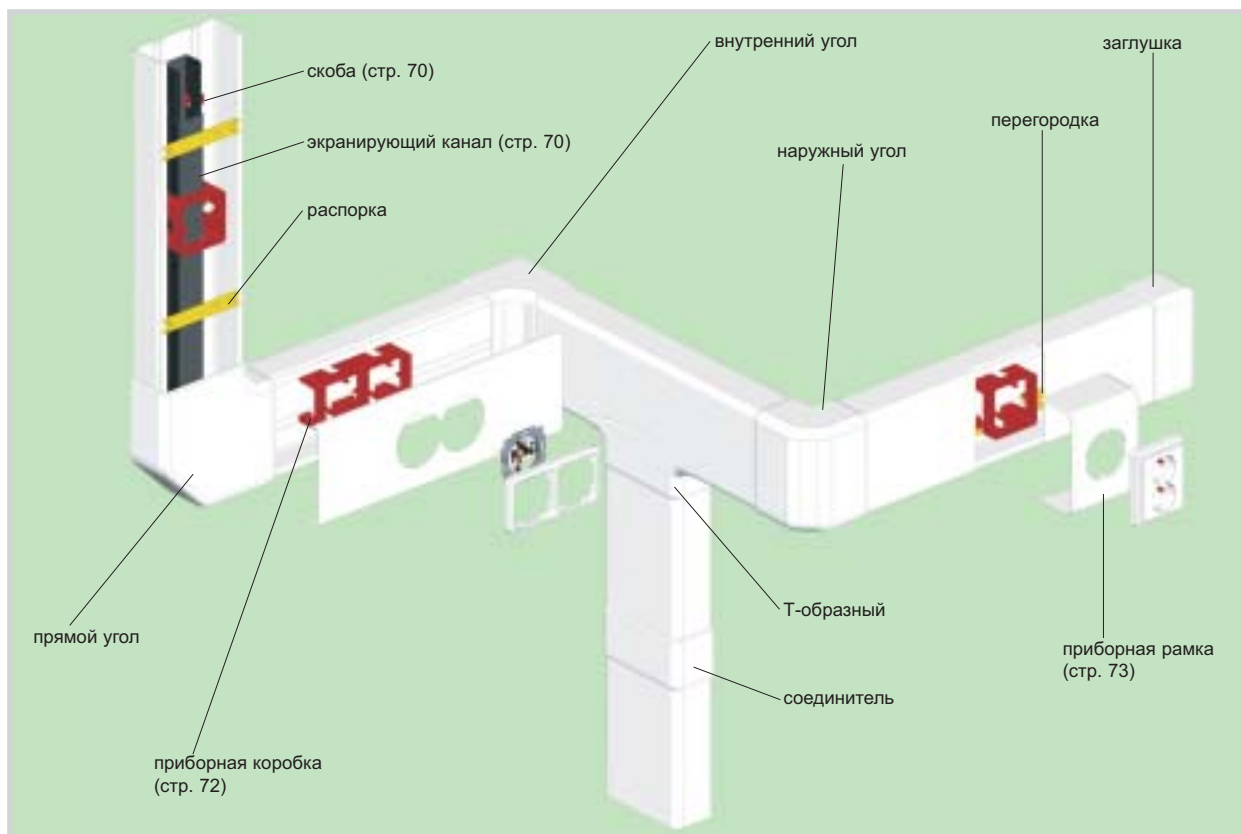 внутренний угол
заглушка
скоба (стр. 70)
перегородка
экранирующий канал (стр. 70)
наружный угол
распорка
прямой угол
Т-образный
приборная рамка
(стр. 73)
соединитель
приборная коробка
(стр. 72)